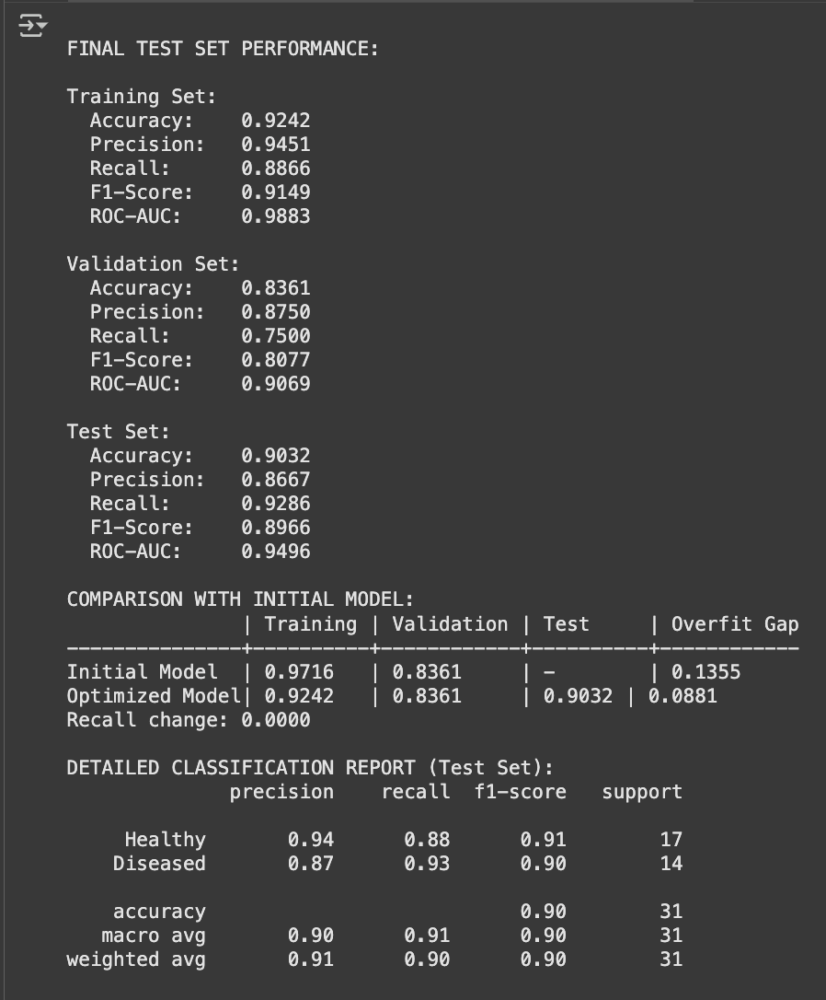 FINAL TEST SET PERFORMANCE:
Training Set:
Accuracy: 0.9242
Precision: 0.9451
Recall: 0.8866
F1-Score: 0.9149
ROC-AUC: 0.9883
Validation Set:
Accuracy: 0.8361
Precision: 0.8750
Recall: 0.7500
F1-Score: 0.8077
ROC-AUC: 0.9069
Test Set:
Accuracy: 0.9032
Precision: 0.8667
Recall: 0.9286
F1-Score: 0.8966
ROC-AUC: 0.9496
COMPARISON WITH INITIAL MODEL:
               | Training | Validation | Test     | Overfit Gap
---------------+----------+------------+----------+------------
Initial Model  | 0.9716   | 0.8361     | -        | 0.1355
Optimized Model| 0.9242   | 0.8361     | 0.9032 | 0.0881
Recall change: 0.0000
DETAILED CLASSIFICATION REPORT (Test Set):
              precision    recall  f1-score   support
     Healthy       0.94      0.88      0.91        17
    Diseased       0.87      0.93      0.90        14
    accuracy                           0.90        31
   macro avg       0.90      0.91      0.90        31
weighted avg       0.91      0.90      0.90        31